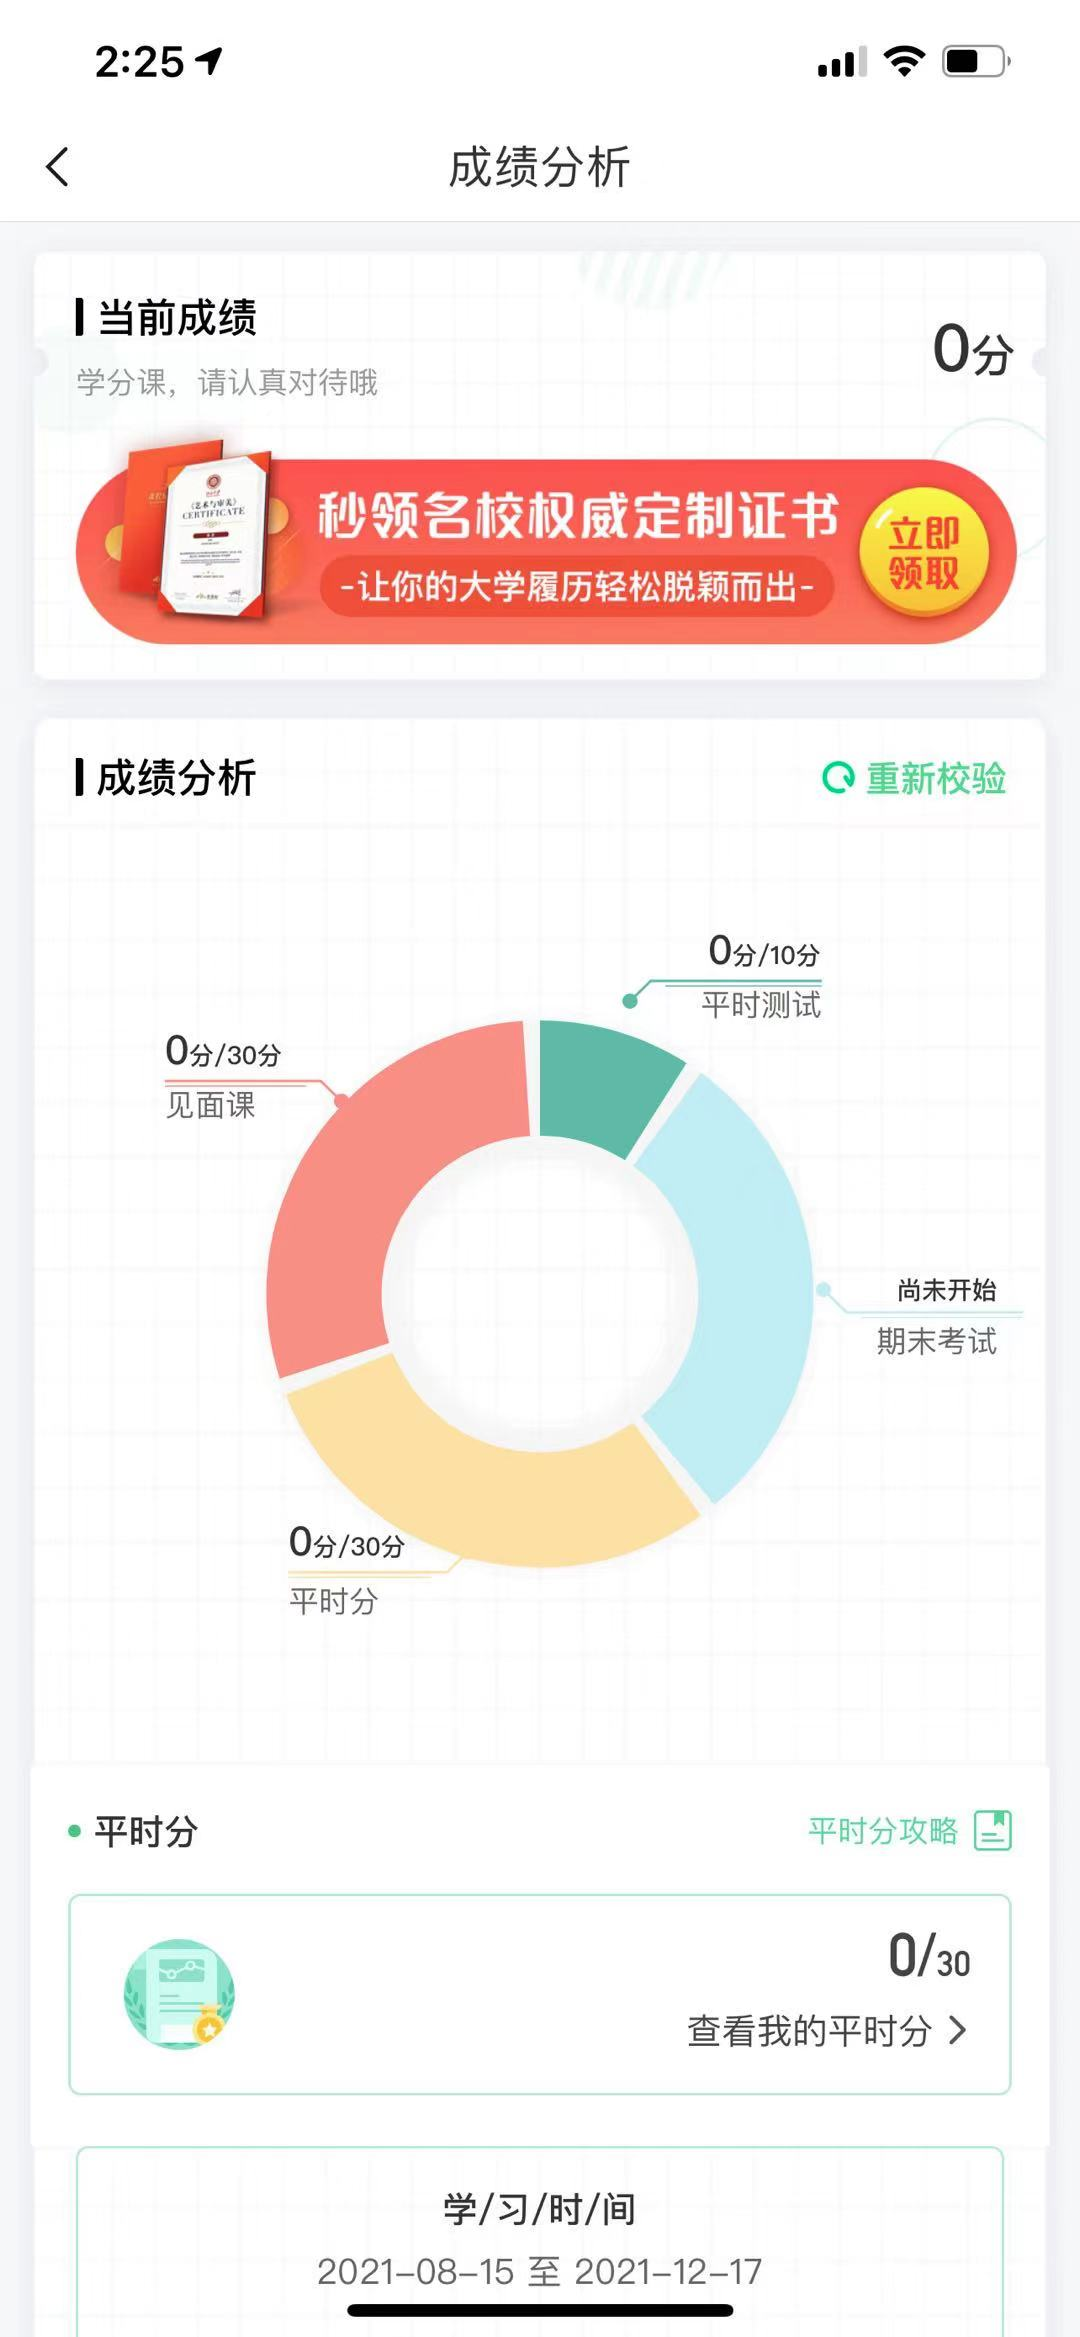 2:25
成绩分析
当前成绩
0分
学分课，请认真对待哦
《艺术与审美》
CERTIFICATE
秒领名校权威定制证书
-让你的大学履历轻松脱颖而出-
立即
领取
成绩分析
重新校验
0分/10分
平时测试
0分/30分
见面课
尚未开始
期末考试
0分/30分
平时分
平时分
平时分攻略
0/30
查看我的平时分
学/习/时/间
2021-08-15 至 2021-12-17